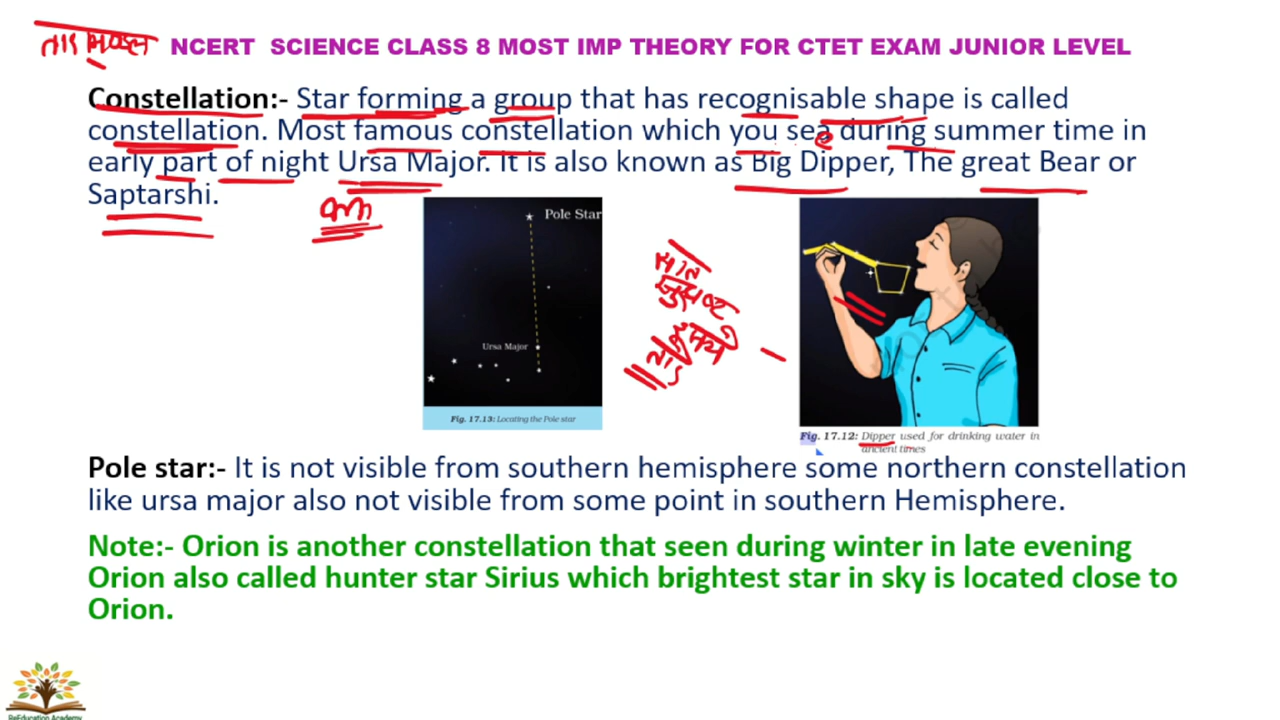 NCERT SCIENCE CLASS 8 MOST IMP THEORY FOR CTET EXAM JUNIOR LEVEL
Constellation:- Star forming a group that has recognisable shape is called
constellation. Most famous constellation which you see during summer time in
early part of night Ursa Major. It is also known as Big Dipper, The great Bear or
Saptarshi.
Pole Star
Ursa Major
Fig. 17.13: Locating the Pole star
सात
Fig. 17.12: Dipper used for drinking water in
ancient times
Pole star:- It is not visible from southern hemisphere some northern constellation
like ursa major also not visible from some point in southern Hemisphere.
Note:- Orion is another constellation that seen during winter in late evening
Orion also called hunter star Sirius which brightest star in sky is located close to
Orion.
BeEducation Academy